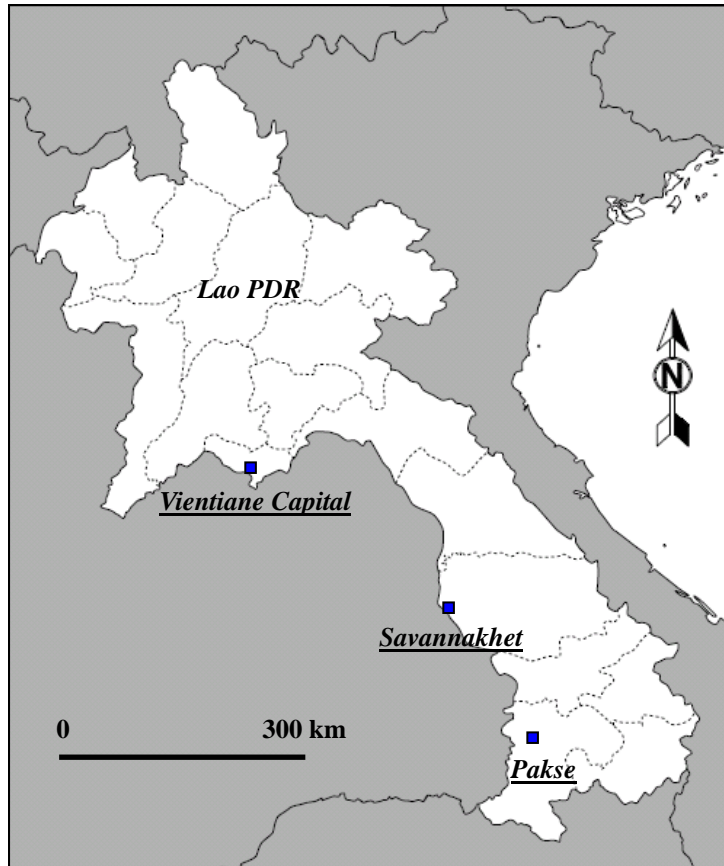 Lao PDR
N
Vientiane Capital
Savannakhet
0 300 km
Pakse